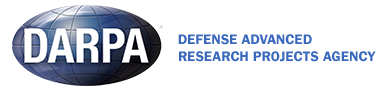 DARPA
DEFENSE ADVANCED
RESEARCH PROJECTS AGENCY